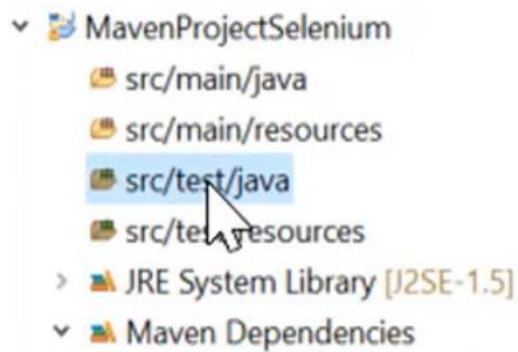 MavenProjectSelenium
src/main/java
src/main/resources
src/test/java
src/test/resources
JRE System Library [J2SE-1.5]
Maven Dependencies